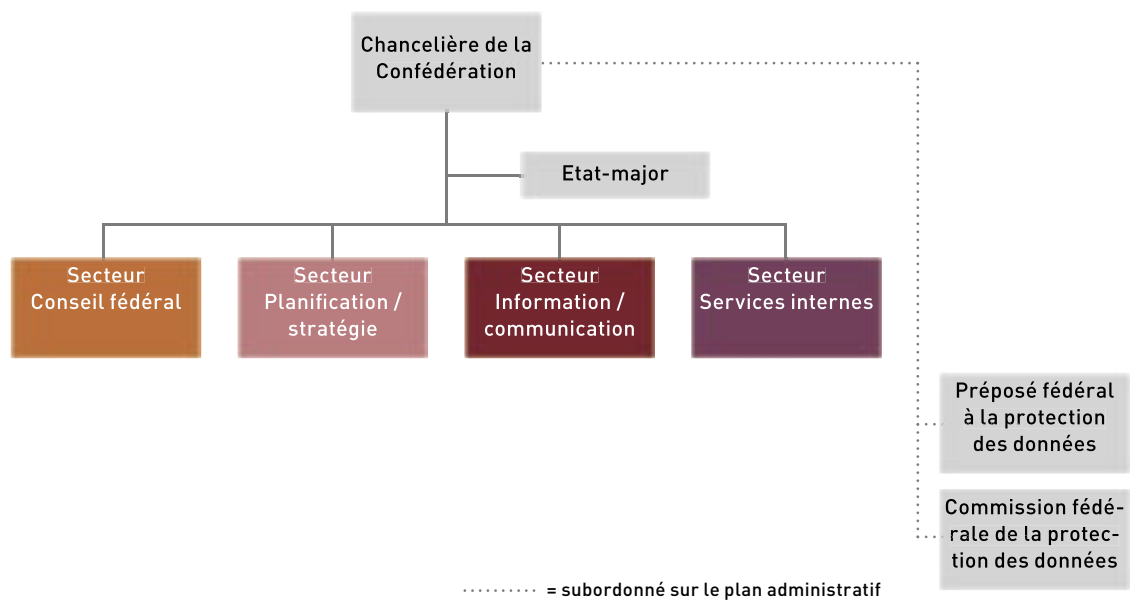 Chancelière de la
Confédération
Etat-major
Secteur
Conseil fédéral
Secteur
Planification /
stratégie
Secteur
Information /
communication
Secteur
Services internes
Préposé fédéral
à la protection
des données
Commission fédé-
rale de la protec-
tion des données
= subordonné sur le plan administratif